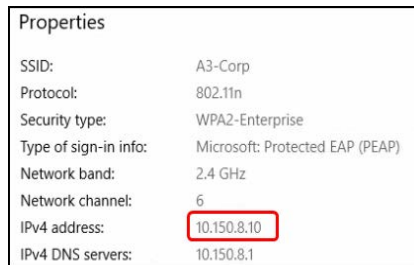 Properties
SSID: A3-Corp
Protocol: 802.11n
Security type: WPA2-Enterprise
Type of sign-in info: Microsoft: Protected EAP (PEAP)
Network band: 2.4 GHz
Network channel: 6
IPv4 address: 10.150.8.10
IPv4 DNS servers: 10.150.8.1